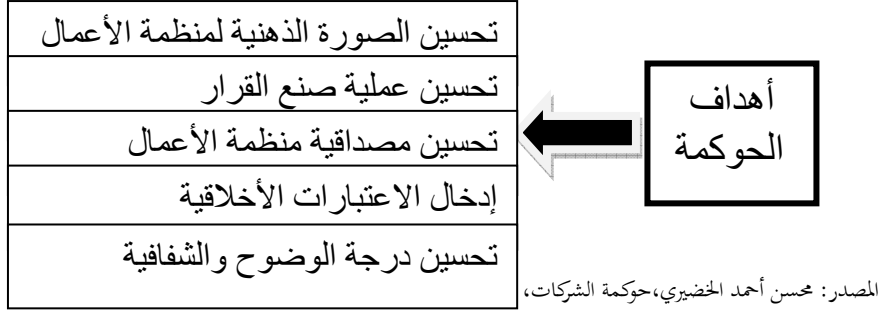 أهداف
الحوكمة
تحسين الصورة الذهنية لمنظمة الأعمال
تحسين عملية صنع القرار
تحسين مصداقية منظمة الأعمال
إدخال الاعتبارات الأخلاقية
تحسين درجة الوضوح والشفافية
المصدر: محسن أحمد الخضيري،حوكمة الشركات،